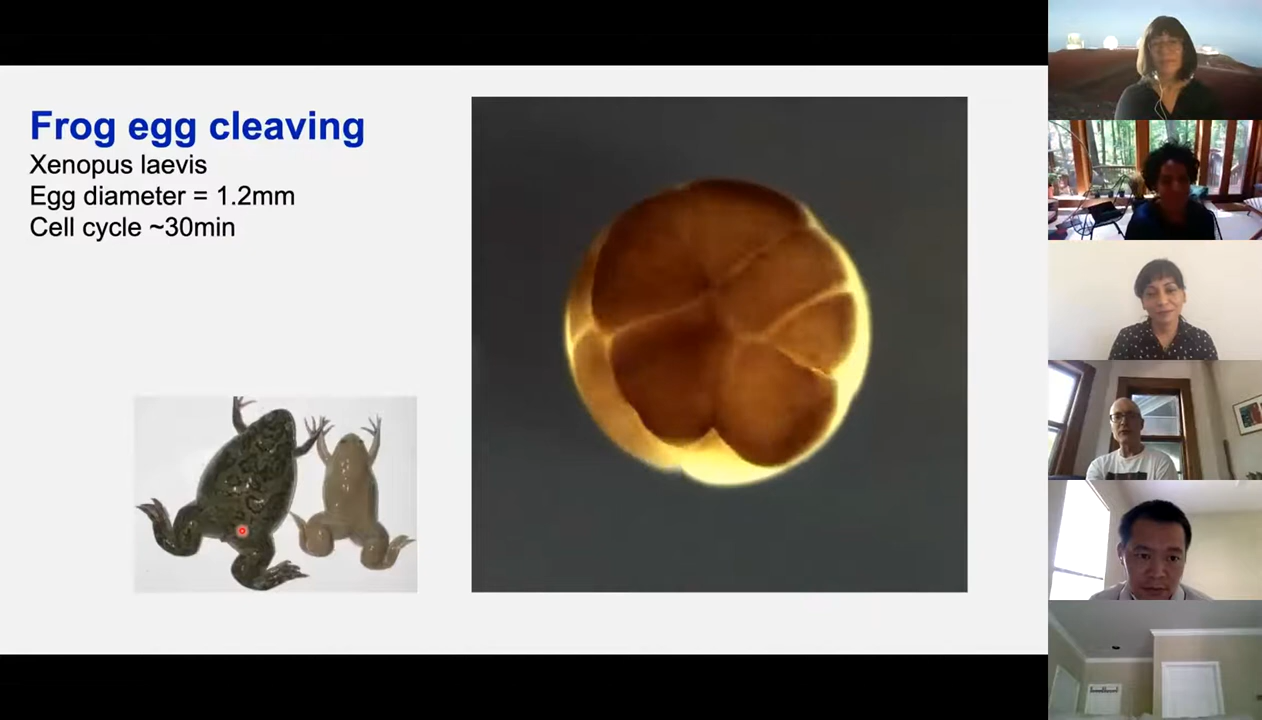 Frog egg cleaving
Xenopus laevis
Egg diameter = 1.2mm
Cell cycle ~30min